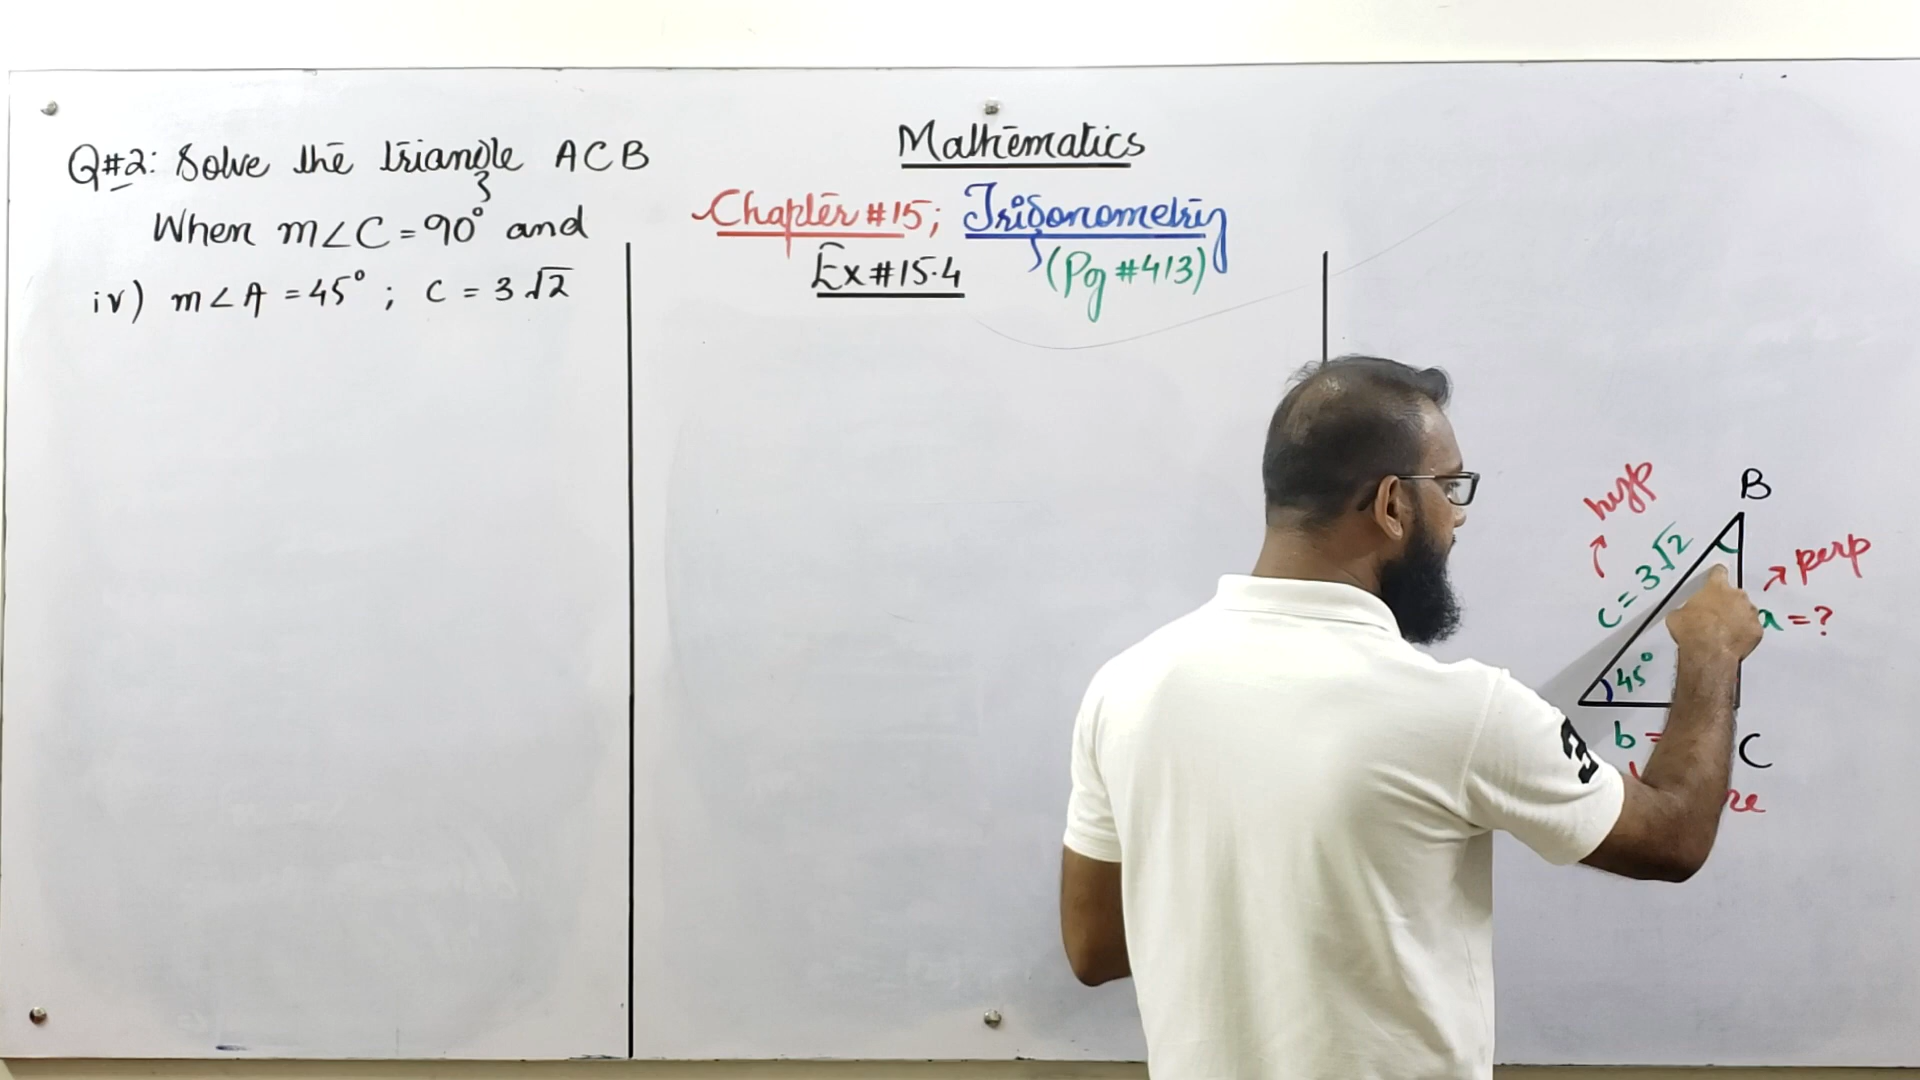 Q#2: Solve the triangle ACB
When m∠C = 90° and
iv) m∠A = 45° ; C = 3√2
Mathematics
Chapter #15; Trigonometry
Ex #15.4 (Pg #413)
hyp
B
c = 3√2
perp
a = ?
45°
b =
C
3